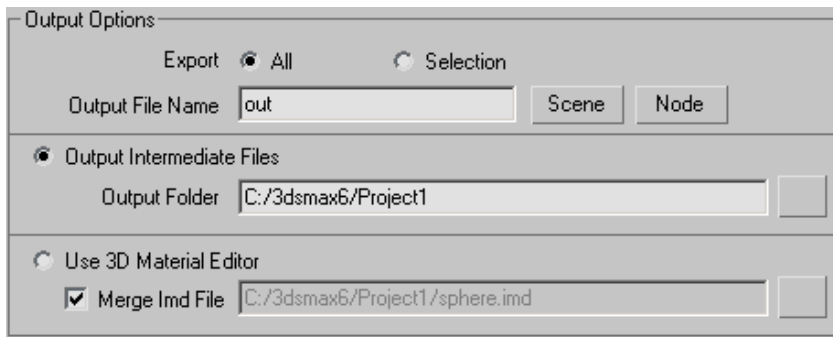 Output Options
Export All Selection
Output File Name out Scene Node
Output Intermediate Files
Output Folder C:/3dsmax6/Project1
Use 3D Material Editor
Merge Imd File C:/3dsmax6/Project1/sphere.imd